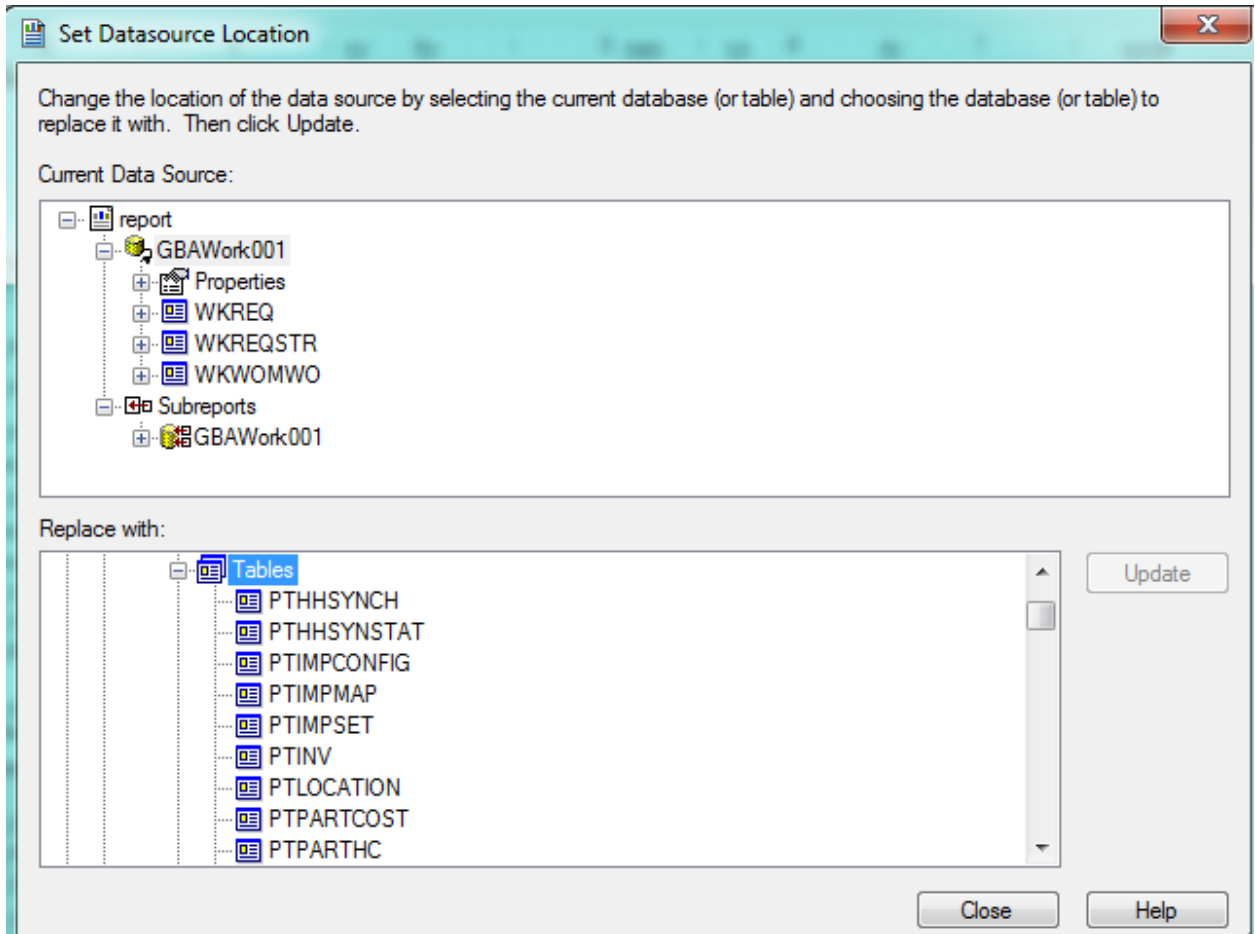 Set Datasource Location
Change the location of the data source by selecting the current database (or table) and choosing the database (or table) to
replace it with. Then click Update.
Current Data Source:
report
GBAWork001
Properties
WKREQ
WKREQSTR
WKWOMWO
Subreports
GBAWork001
Replace with:
Tables
Update
PTHHSYNCH
PTHHSYNSTAT
PTIMPCONFIG
PTIMPMAP
PTIMPSET
PTINV
PTLOCATION
PTPARTCOST
PTPARTHC
Close Help